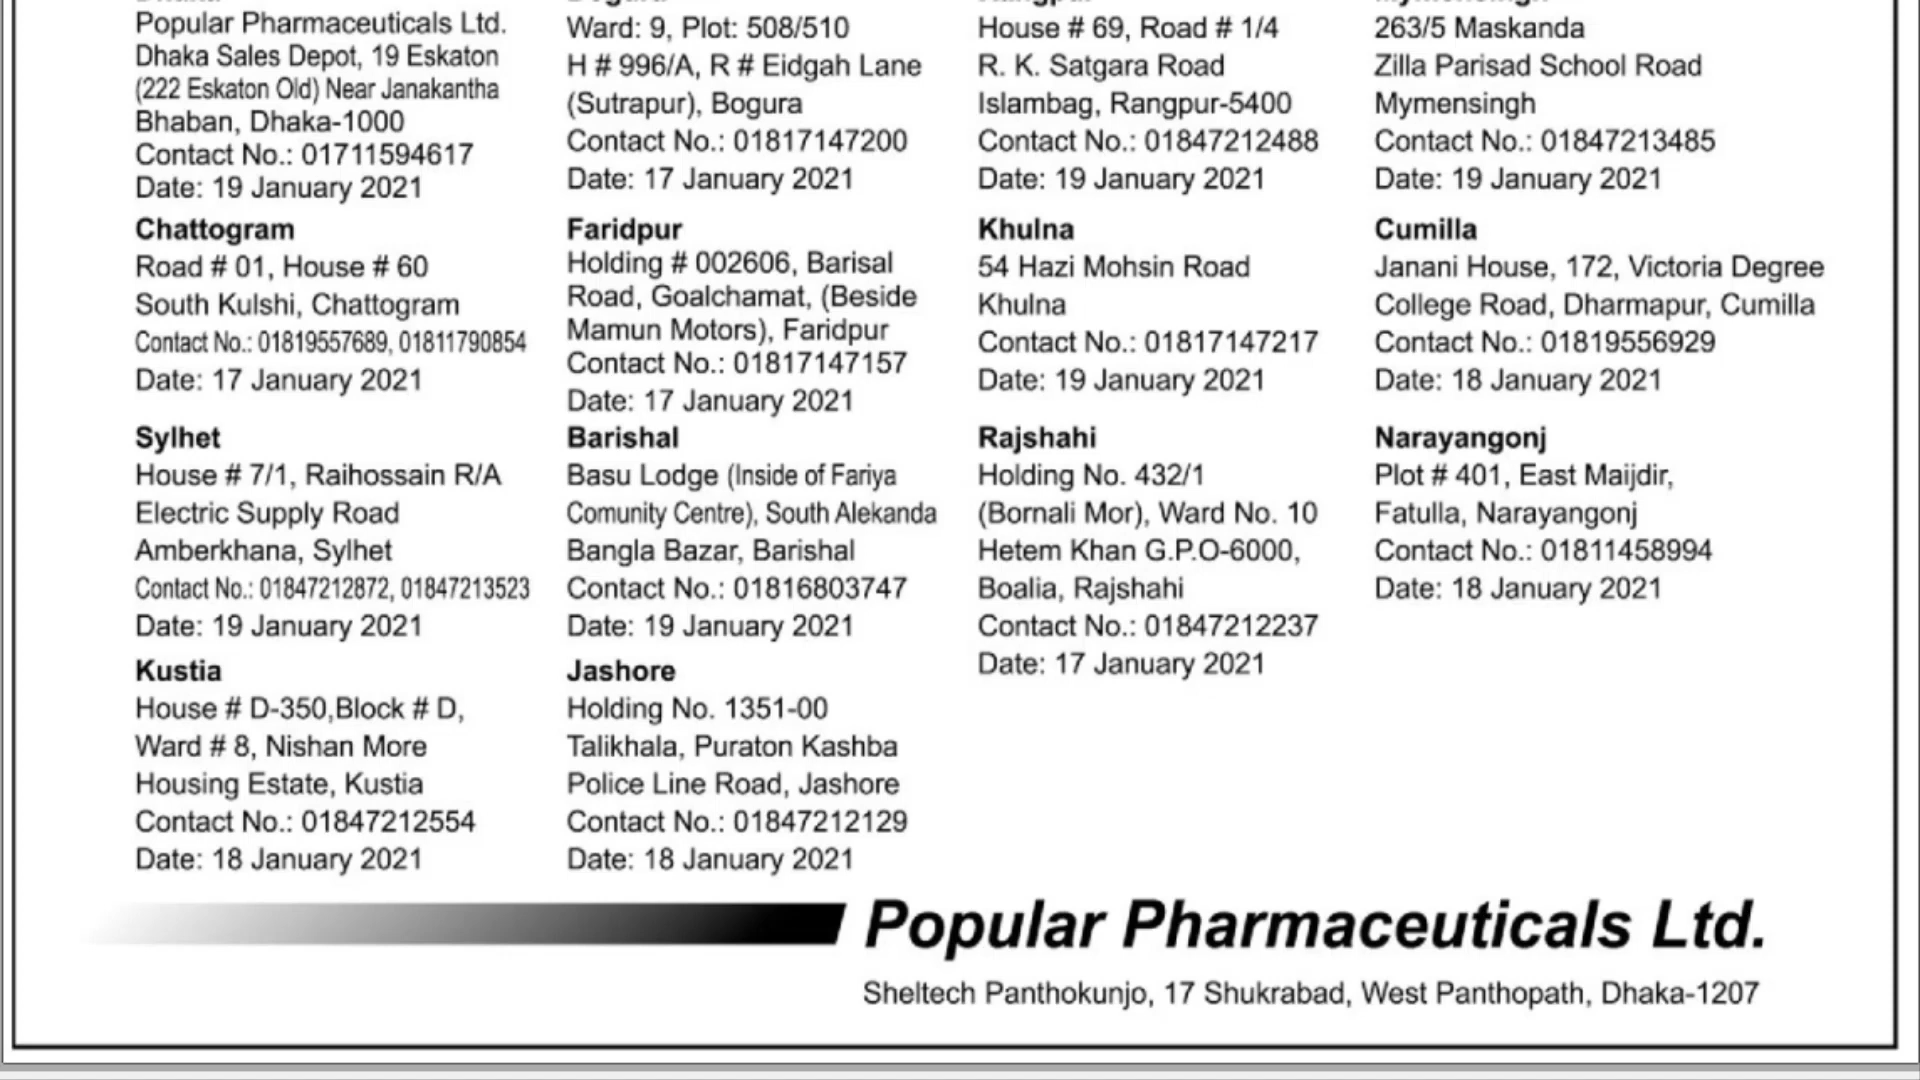 Popular Pharmaceuticals Ltd.
Dhaka Sales Depot, 19 Eskaton
(222 Eskaton Old) Near Janakantha
Bhaban, Dhaka-1000
Contact No.: 01711594617
Date: 19 January 2021
Ward: 9, Plot: 508/510
H # 996/A, R # Eidgah Lane
(Sutrapur), Bogura
Contact No.: 01817147200
Date: 17 January 2021
House # 69, Road # 1/4
R. K. Satgara Road
Islambag, Rangpur-5400
Contact No.: 01847212488
Date: 19 January 2021
263/5 Maskanda
Zilla Parisad School Road
Mymensingh
Contact No.: 01847213485
Date: 19 January 2021
Chattogram
Road # 01, House # 60
South Kulshi, Chattogram
Contact No.: 01819557689, 01811790854
Date: 17 January 2021
Faridpur
Holding # 002606, Barisal
Road, Goalchamat, (Beside
Mamun Motors), Faridpur
Contact No.: 01817147157
Date: 17 January 2021
Khulna
54 Hazi Mohsin Road
Khulna
Contact No.: 01817147217
Date: 19 January 2021
Cumilla
Janani House, 172, Victoria Degree
College Road, Dharmapur, Cumilla
Contact No.: 01819556929
Date: 18 January 2021
Sylhet
House # 7/1, Raihossain R/A
Electric Supply Road
Amberkhana, Sylhet
Contact No.: 01847212872, 01847213523
Date: 19 January 2021
Barishal
Basu Lodge (Inside of Fariya
Comunity Centre), South Alekanda
Bangla Bazar, Barishal
Contact No.: 01816803747
Date: 19 January 2021
Rajshahi
Holding No. 432/1
(Bornali Mor), Ward No. 10
Hetem Khan G.P.O-6000,
Boalia, Rajshahi
Contact No.: 01847212237
Date: 17 January 2021
Narayangonj
Plot # 401, East Maijdir,
Fatulla, Narayangonj
Contact No.: 01811458994
Date: 18 January 2021
Kustia
House # D-350,Block # D,
Ward # 8, Nishan More
Housing Estate, Kustia
Contact No.: 01847212554
Date: 18 January 2021
Jashore
Holding No. 1351-00
Talikhala, Puraton Kashba
Police Line Road, Jashore
Contact No.: 01847212129
Date: 18 January 2021
Popular Pharmaceuticals Ltd.
Sheltech Panthokunjo, 17 Shukrabad, West Panthopath, Dhaka-1207